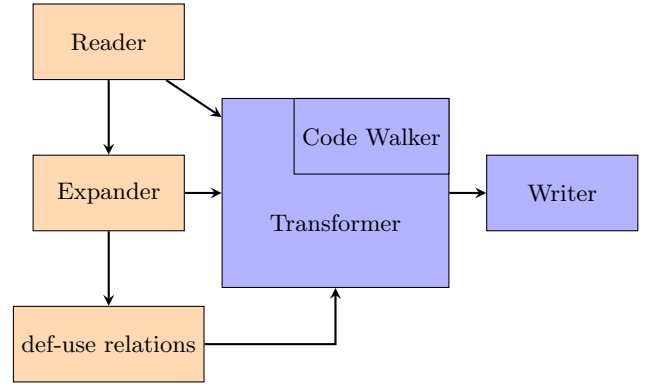 Reader
Code Walker
Expander
Writer
Transformer
def-use relations